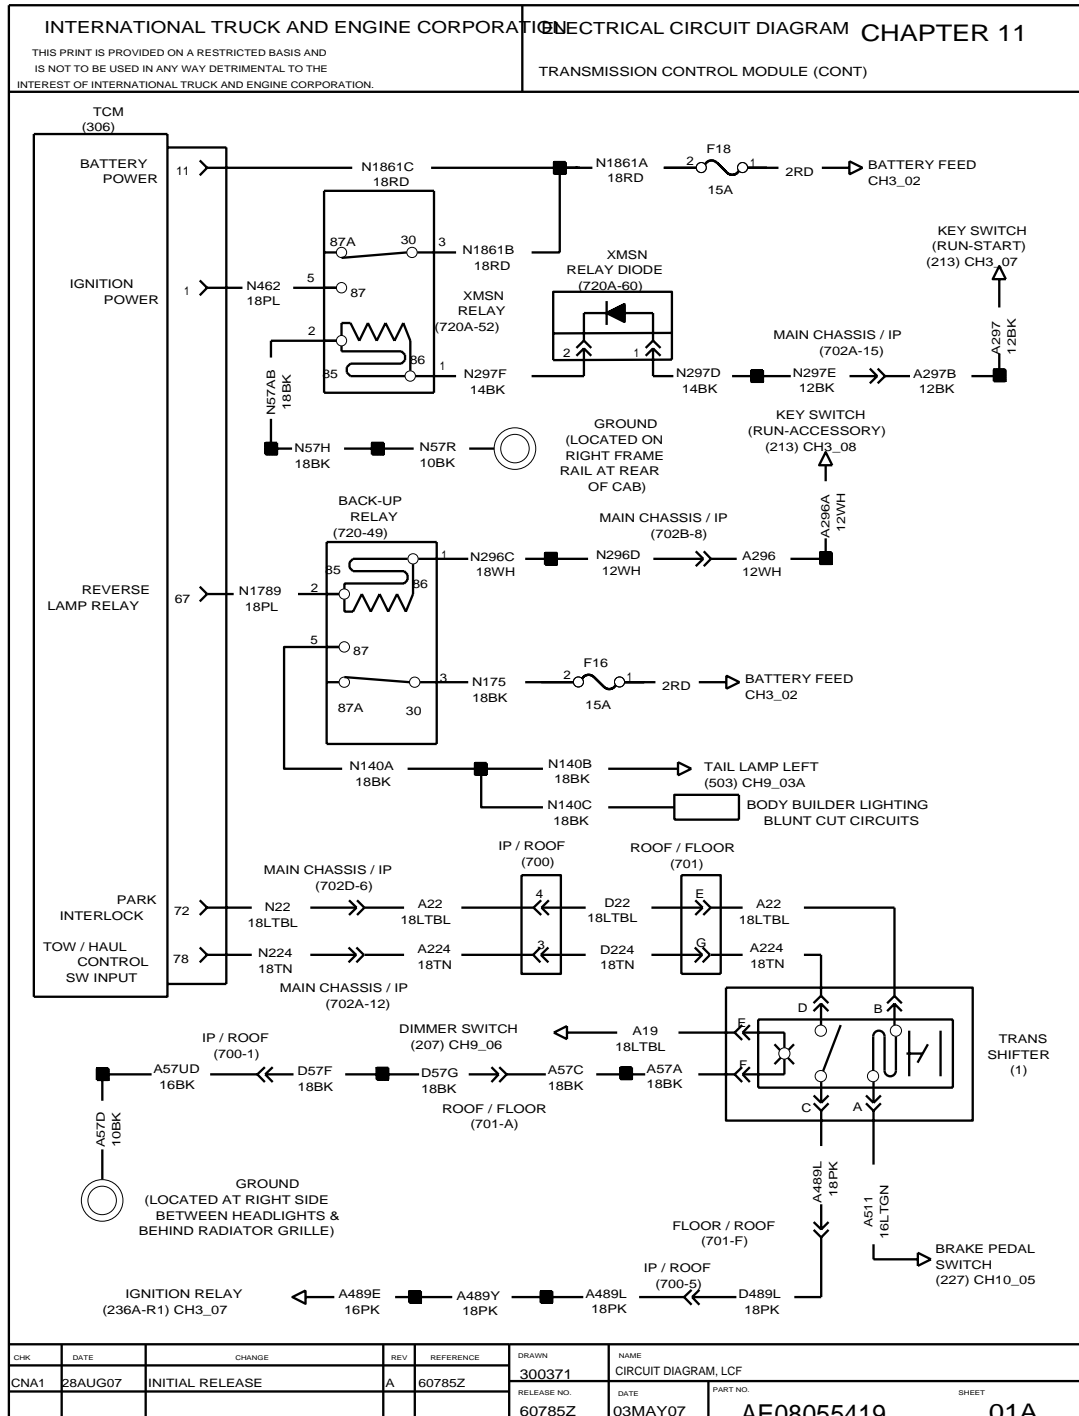 INTERNATIONAL TRUCK AND ENGINE CORPORATION
THIS PRINT IS PROVIDED ON A RESTRICTED BASIS AND
IS NOT TO BE USED IN ANY WAY DETRIMENTAL TO THE
INTEREST OF INTERNATIONAL TRUCK AND ENGINE CORPORATION.
ELECTRICAL CIRCUIT DIAGRAM
CHAPTER 11
TRANSMISSION CONTROL MODULE (CONT)
TCM
(306)
BATTERY
POWER
11
N1861C
18RD
N1861A
18RD
2
F18
1
15A
2RD
BATTERY FEED
CH3_02
87A
30
3
N1861B
18RD
KEY SWITCH
(RUN-START)
(213) CH3_07
IGNITION
POWER
1
N462
18PL
5
87
XMSN
RELAY
(720A-52)
XMSN
RELAY DIODE
(720A-60)
A297
12BK
2
86
85
1
N57AB
18BK
N297F
14BK
2
1
N297D
14BK
MAIN CHASSIS / IP
(702A-15)
N297E
12BK
A297B
12BK
N57H
18BK
N57R
10BK
GROUND
(LOCATED ON
RIGHT FRAME
RAIL AT REAR
OF CAB)
KEY SWITCH
(RUN-ACCESSORY)
(213) CH3_08
A296A
12WH
BACK-UP
RELAY
(720-49)
MAIN CHASSIS / IP
(702B-8)
1
N296C
18WH
N296D
12WH
A296
12WH
85
86
REVERSE
LAMP RELAY
67
N1789
18PL
2
5
87
87A
30
3
N175
18BK
2
F16
1
15A
2RD
BATTERY FEED
CH3_02
N140A
18BK
N140B
18BK
TAIL LAMP LEFT
(503) CH9_03A
N140C
18BK
BODY BUILDER LIGHTING
BLUNT CUT CIRCUITS
IP / ROOF
(700)
ROOF / FLOOR
(701)
MAIN CHASSIS / IP
(702D-6)
PARK
INTERLOCK
72
N22
18LTBL
A22
18LTBL
4
D22
18LTBL
E
A22
18LTBL
TOW / HAUL
CONTROL
SW INPUT
78
N224
18TN
A224
18TN
3
D224
18TN
G
A224
18TN
MAIN CHASSIS / IP
(702A-12)
D
B
IP / ROOF
(700-1)
DIMMER SWITCH
(207) CH9_06
A19
18LTBL
E
TRANS
SHIFTER
(1)
A57UD
16BK
D57F
18BK
D57G
18BK
A57C
18BK
A57A
18BK
F
ROOF / FLOOR
(701-A)
C
A
A57D
10BK
GROUND
(LOCATED AT RIGHT SIDE
BETWEEN HEADLIGHTS &
BEHIND RADIATOR GRILLE)
A489L
18PK
A511
16LTGN
FLOOR / ROOF
(701-F)
BRAKE PEDAL
SWITCH
(227) CH10_05
IP / ROOF
(700-5)
IGNITION RELAY
(236A-R1) CH3_07
A489E
16PK
A489Y
18PK
A489L
18PK
D489L
18PK
CHK DATE CHANGE REV REFERENCE
CNA1 28AUG07 INITIAL RELEASE A 60785Z
DRAWN
300371
NAME
CIRCUIT DIAGRAM, LCF
RELEASE NO.
60785Z
DATE
03MAY07
PART NO.
AE08055419
SHEET
01A